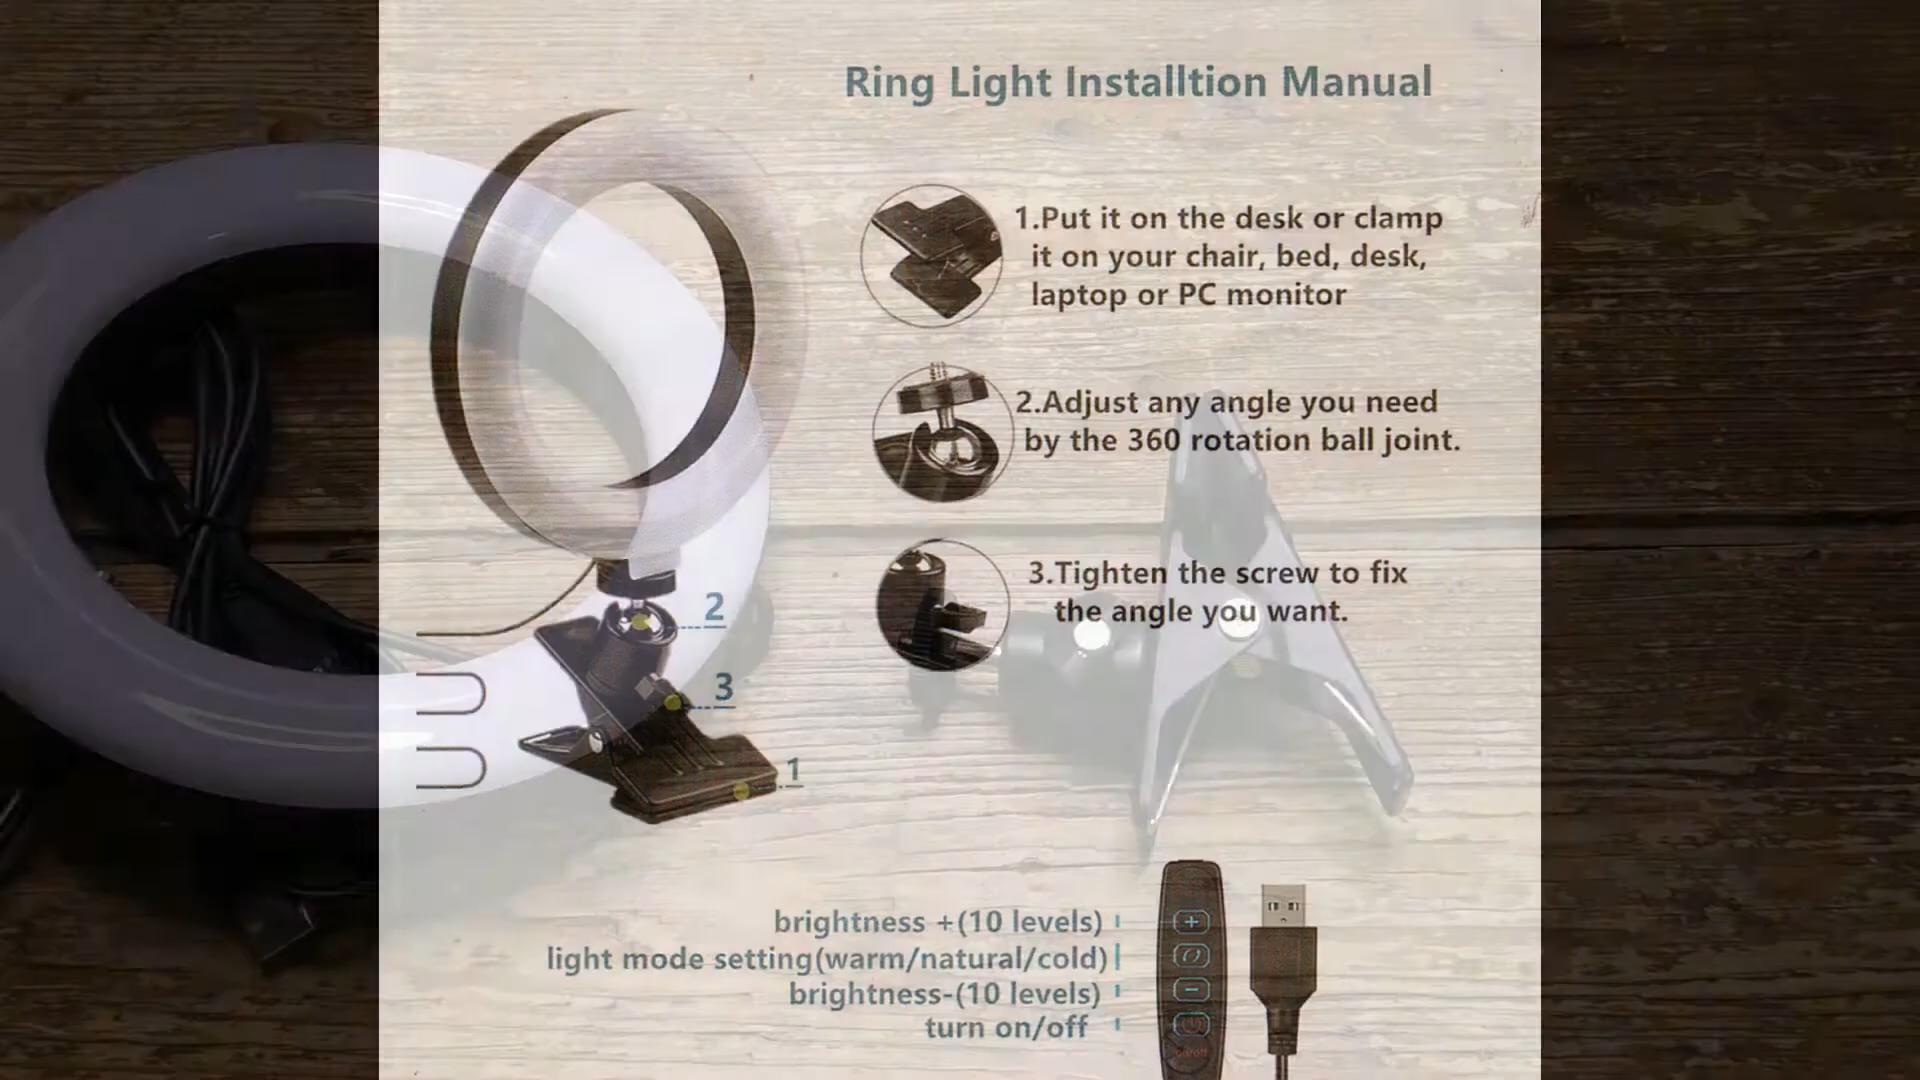 Ring Light Installtion Manual
1.Put it on the desk or clamp
it on your chair, bed, desk,
laptop or PC monitor
2.Adjust any angle you need
by the 360 rotation ball joint.
3.Tighten the screw to fix
the angle you want.
2
3
1
brightness +(10 levels)
light mode setting(warm/natural/cold)
brightness-(10 levels)
turn on/off
on/off